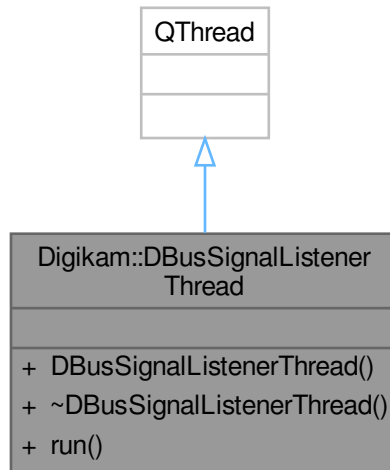 QThread
Digikam::DBusSignalListener
Thread
+ DBusSignalListenerThread()
+ ~DBusSignalListenerThread()
+ run()